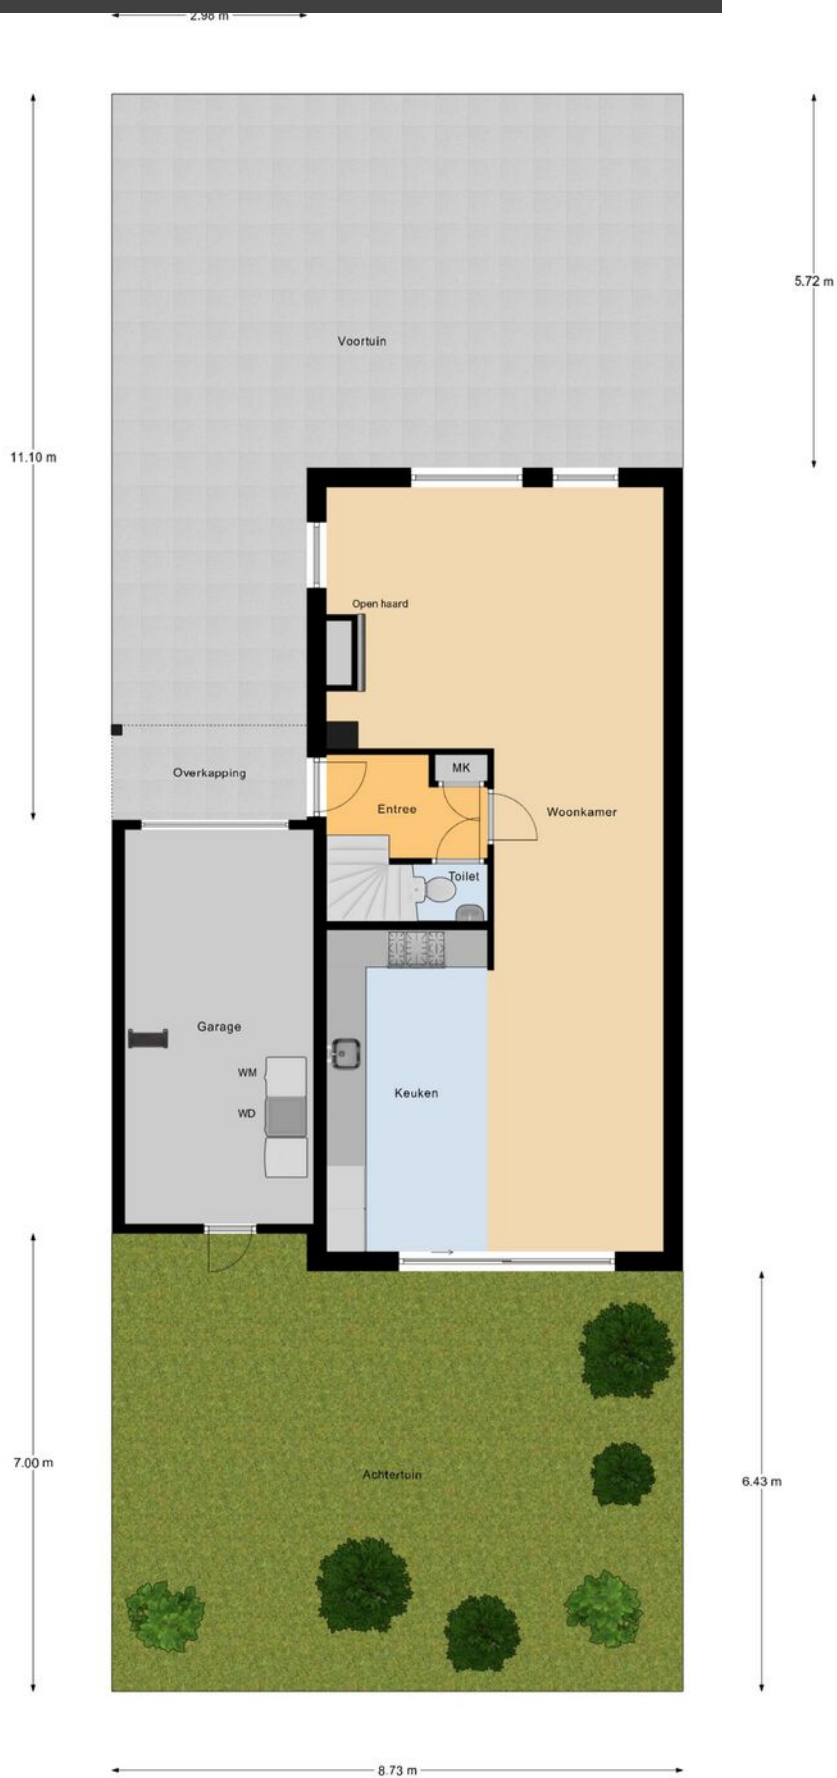 2.98 m
5.72 m
Voortuin
11.10 m
Open haard
Overkapping
MK
Entree
Woonkamer
Toilet
Garage
WM
Keuken
WD
7.00 m
Achtertuin
6.43 m
8.73 m